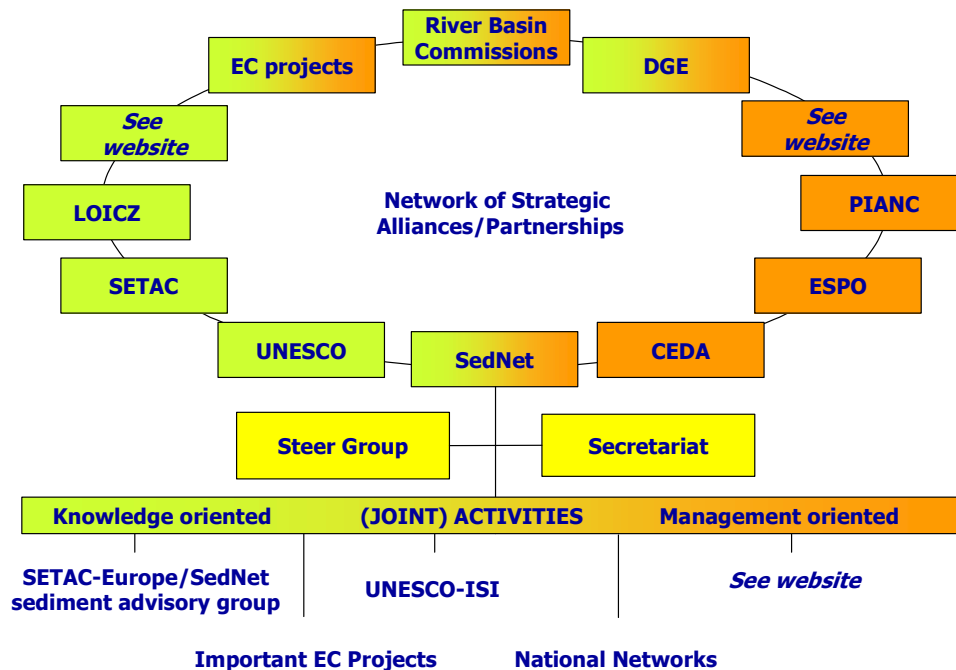 River Basin
Commissions
EC projects
DGE
See
website
See
website
LOICZ
Network of Strategic
Alliances/Partnerships
PIANC
SETAC
ESPO
UNESCO
SedNet
CEDA
Steer Group
Secretariat
Knowledge oriented
(JOINT) ACTIVITIES
Management oriented
SETAC-Europe/SedNet
sediment advisory group
UNESCO-ISI
See website
Important EC Projects
National Networks